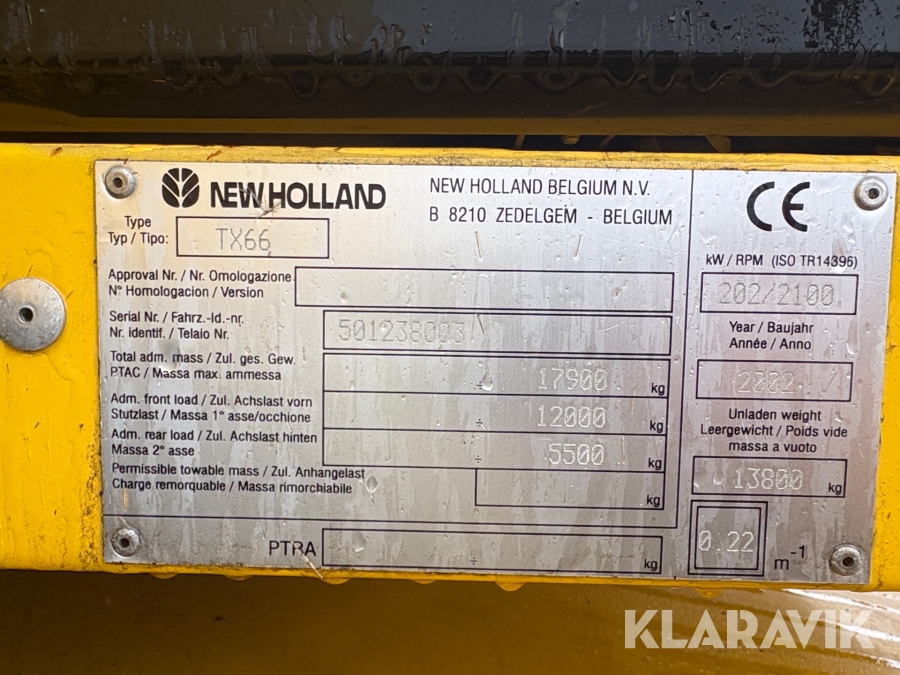 NEW HOLLAND
NEW HOLLAND BELGIUM N.V.
B 8210 ZEDELGEM - BELGIUM
CE
Type
Typ / Tipo: TX66
kW / RPM (ISO TR14396)
202/2100
Approval Nr. / Nr. Omologazione
N° Homologacion / Version
Serial Nr. / Fahrz.-Id.-nr.
Nr. identif. / Telaio Nr. 501238003
Year / Baujahr
Année / Anno
2002
Total adm. mass / Zul. ges. Gew.
PTAC / Massa max. ammessa ÷ 17900 kg
Adm. front load / Zul. Achslast vorn
Stutzlast / Massa 1° asse/occhione ÷ 12000 kg
Unladen weight
Leergewicht / Poids vide
massa a vuoto
13800 kg
Adm. rear load / Zul. Achslast hinten
Massa 2° asse ÷ 5500 kg
Permissible towable mass / Zul. Anhangelast
Charge remorquable / Massa rimorchiabile kg
PTRA ÷ kg
0.22 m-1
KLARAVIK